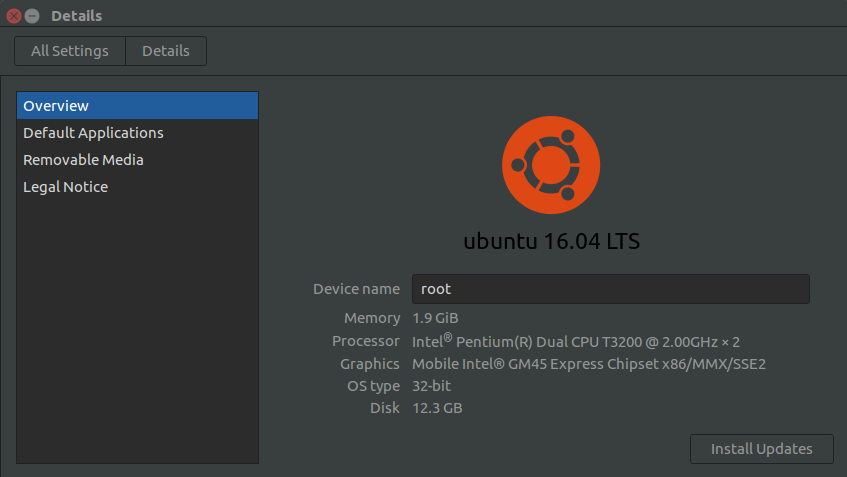 Details
All Settings Details
Overview
Default Applications
Removable Media
Legal Notice
ubuntu 16.04 LTS
Device name root
Memory 1.9 GiB
Processor Intel® Pentium(R) Dual CPU T3200 @ 2.00GHz × 2
Graphics Mobile Intel® GM45 Express Chipset x86/MMX/SSE2
OS type 32-bit
Disk 12.3 GB
Install Updates